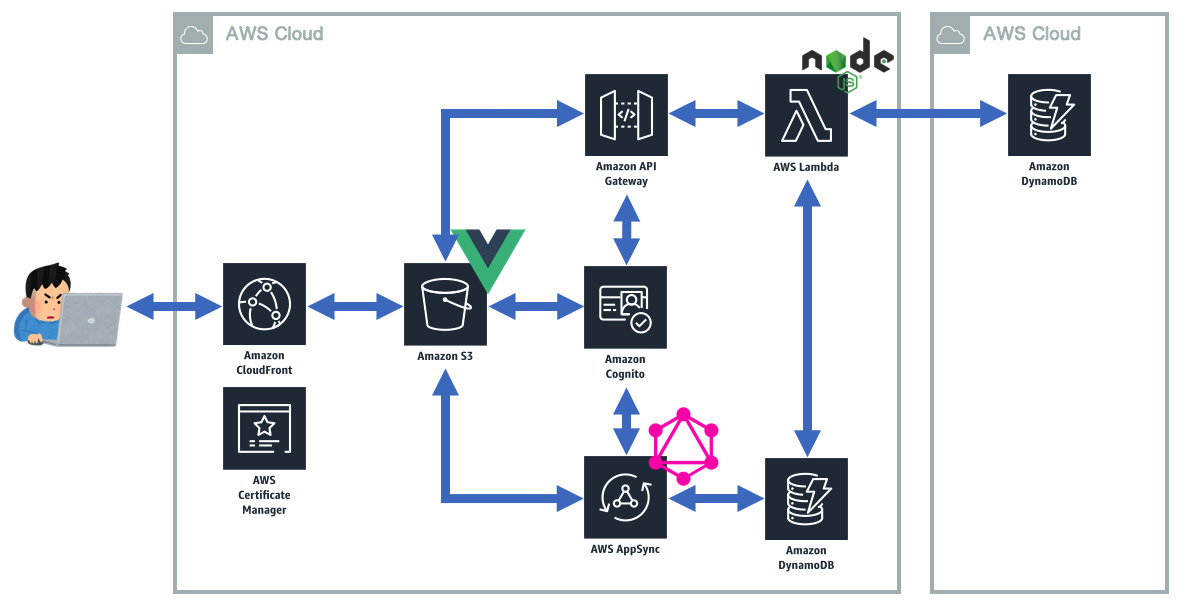 AWS Cloud
AWS Cloud
node
JS
</>
Amazon API
Gateway
AWS Lambda
Amazon
DynamoDB
Amazon
CloudFront
Amazon S3
Amazon
Cognito
AWS
Certificate
Manager
AWS AppSync
Amazon
DynamoDB